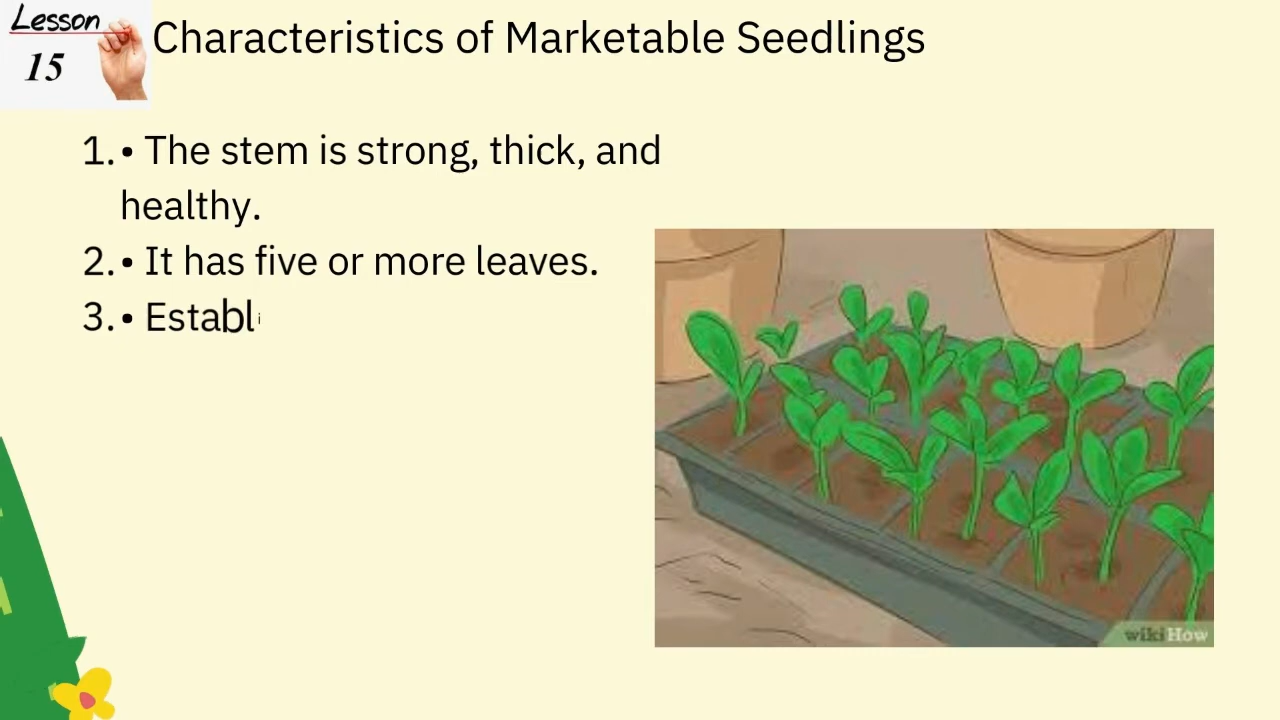 Lesson
15
Characteristics of Marketable Seedlings
1. • The stem is strong, thick, and
healthy.
2. • It has five or more leaves.
3. • Establ
wikiHow